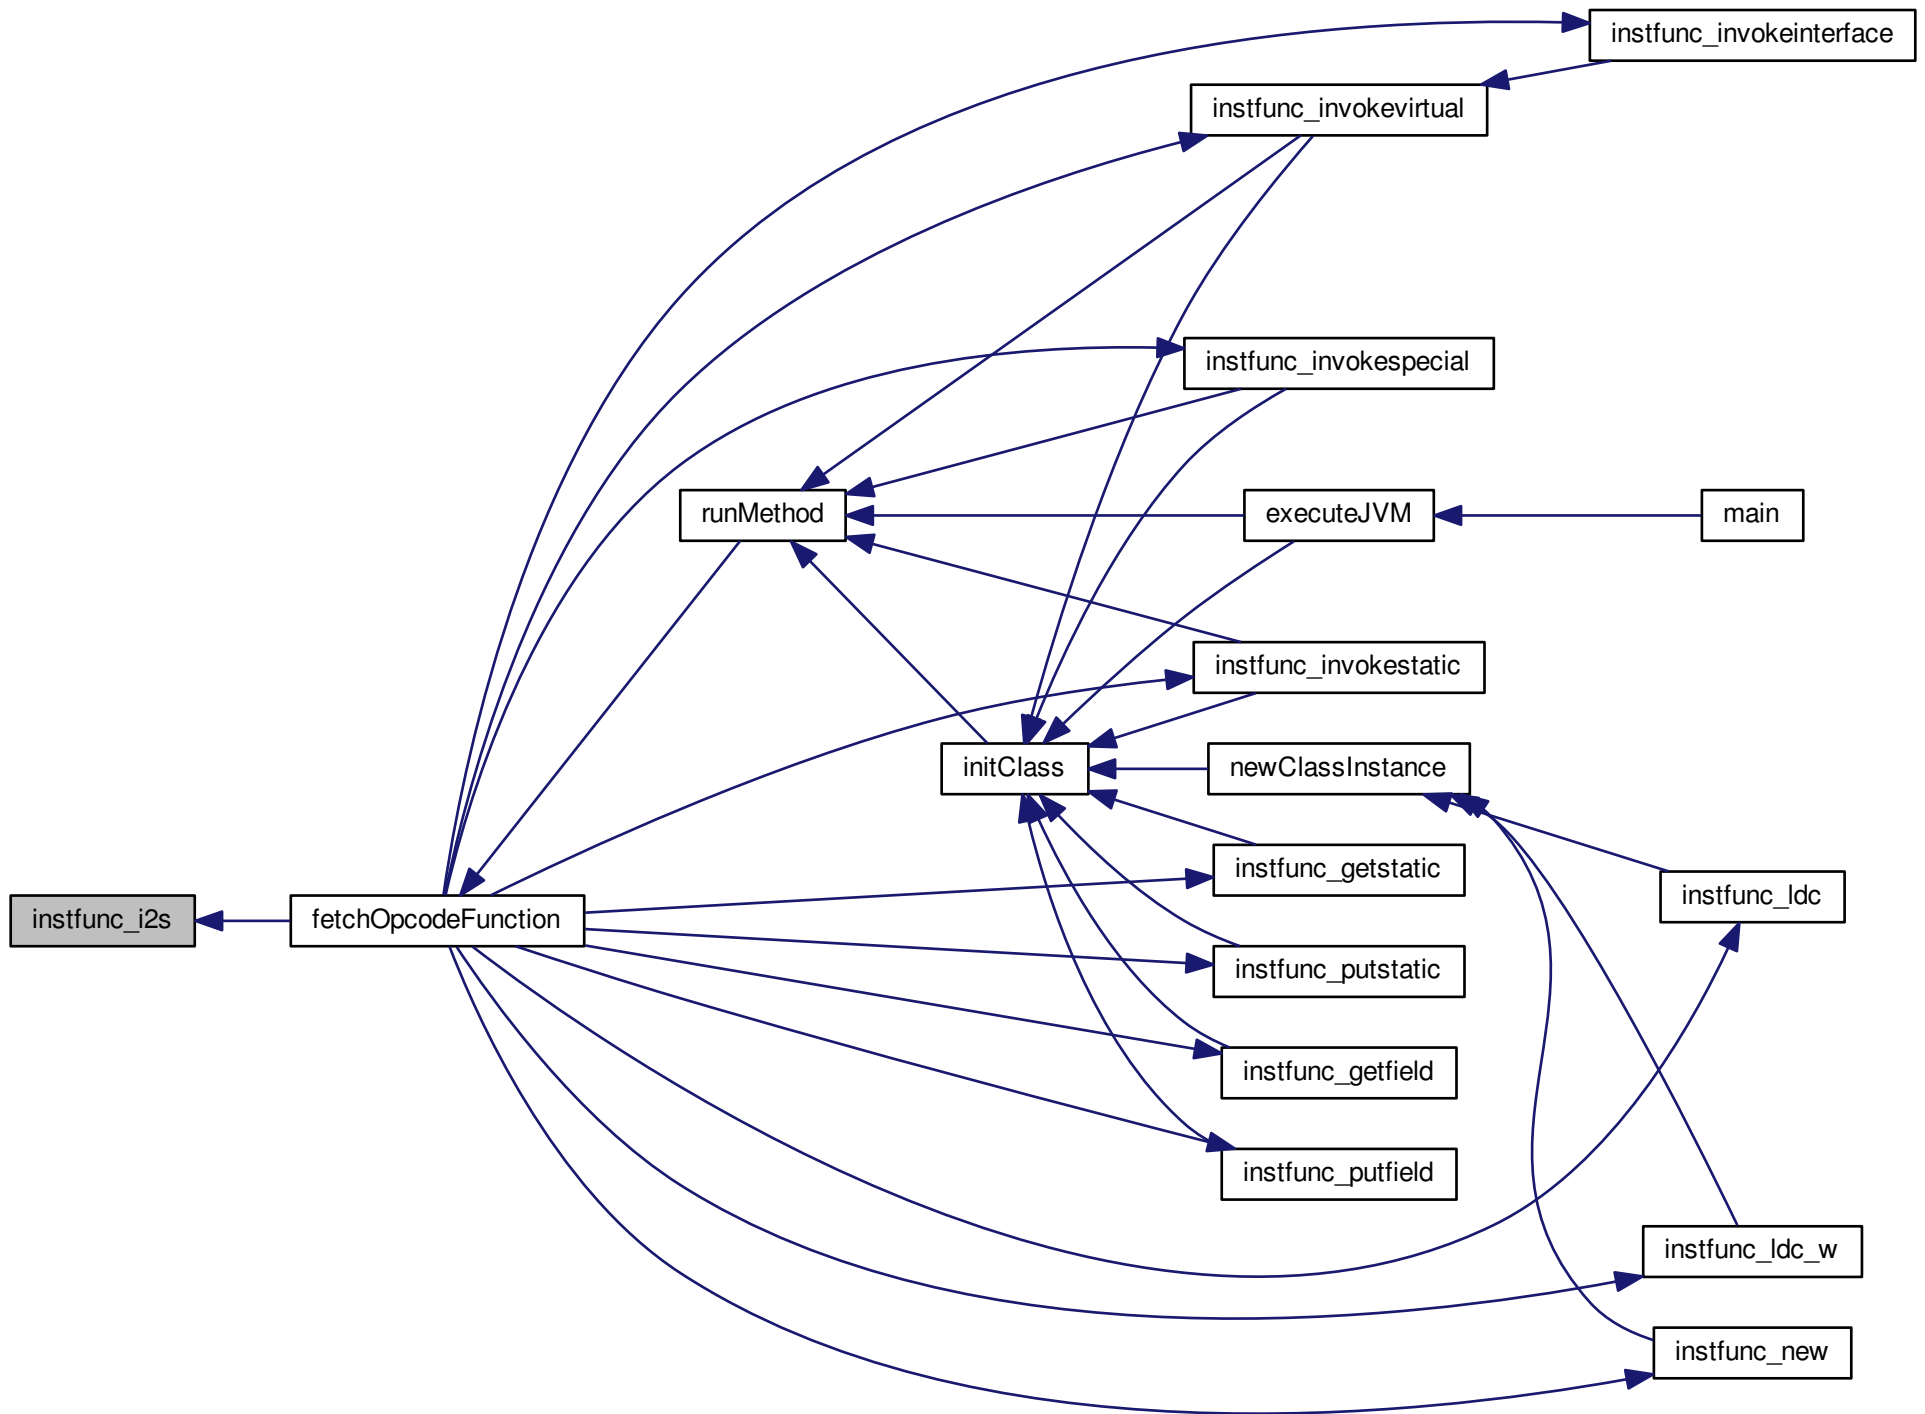 instfunc_invokeinterface
instfunc_invokevirtual
instfunc_invokespecial
runMethod
executeJVM
main
instfunc_invokestatic
initClass
newClassInstance
instfunc_getstatic
instfunc_ldc
instfunc_i2s
fetchOpcodeFunction
instfunc_putstatic
instfunc_getfield
instfunc_putfield
instfunc_ldc_w
instfunc_new